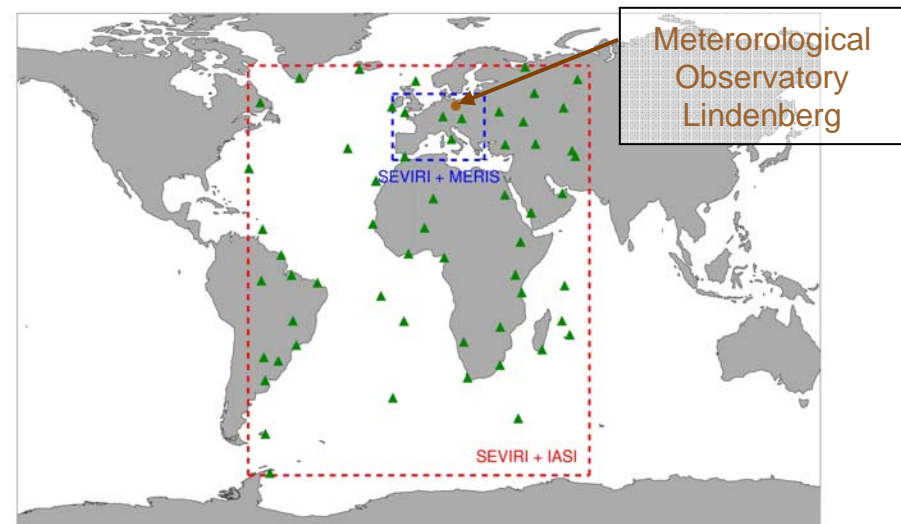 Meterorological
Observatory
Lindenberg
SEVIRI + MERIS
SEVIRI + IASI